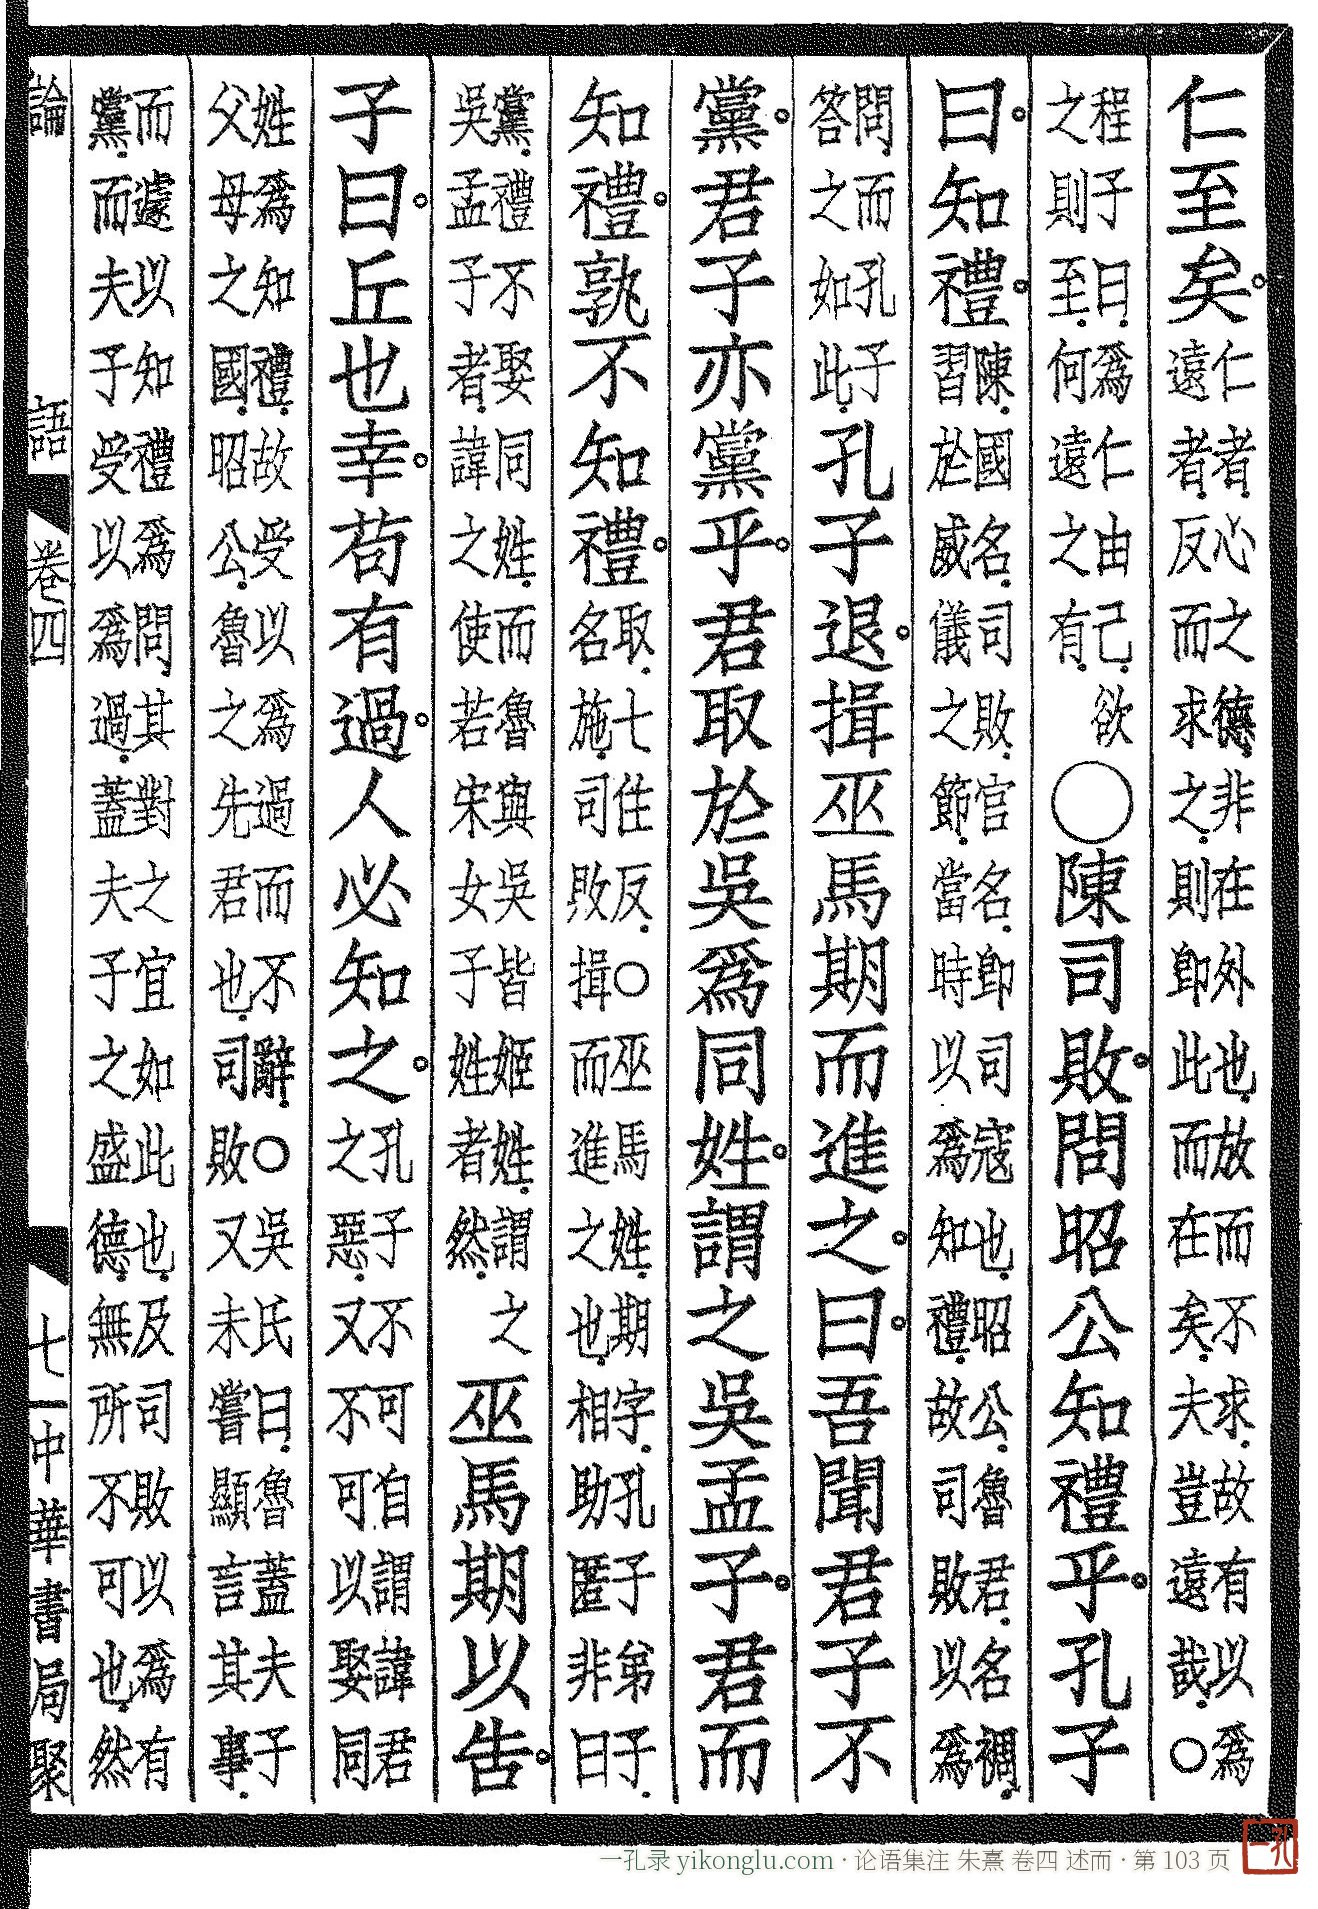 仁至矣。仁者心之德。非在外也。放而不求。故有以爲
遠者。反而求之。則卽此而在矣。夫豈遠哉。○
程子曰。爲仁由己。欲
之則至。何遠之有。○陳司敗。問昭公知禮乎。孔子
曰。知禮。陳國名。司敗。官名。卽司寇也。昭公。魯君。名裯。
習於威儀之節。當時以爲知禮。故司敗以爲
問。而孔子
答之如此。孔子退。揖巫馬期而進之。曰。吾聞君子不
黨。君子亦黨乎。君取於吳爲同姓。謂之吳孟子。君而
知禮。孰不知禮。取。七住反。○巫馬姓。期字。孔子弟子。
名施。司敗揖而進之也。相助匿非曰
黨。禮不娶同姓。而魯與吳皆姬姓。謂之
吳孟子者。諱之使若宋女子姓者然。巫馬期以告。
子曰。丘也幸。苟有過。人必知之。孔子不可自謂諱君
之惡。又不可以娶同
姓爲知禮。故受以爲過而不辭。○吳氏曰。魯蓋夫子
父母之國。昭公。魯之先君也。司敗又未嘗顯言其事。
而遽以知禮爲問。其對之宜如此也。及司敗以爲有
黨。而夫子受以爲過。蓋夫子之盛德。無所不可也。然
論 語 卷四 七一中華書局聚
一孔录 yikonglu.com · 论语集注 朱熹 卷四 述而 · 第 103 页
一孔